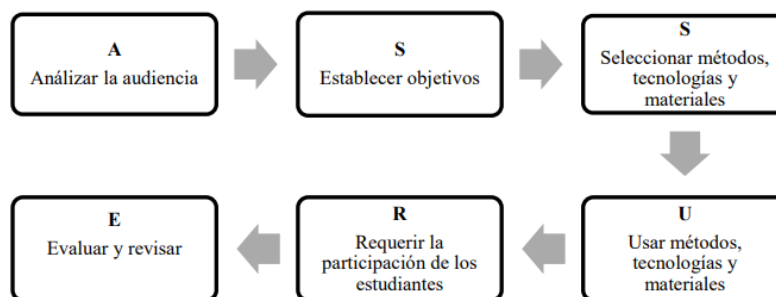 A
Análizar la audiencia
S
Establecer objetivos
S
Seleccionar métodos,
tecnologías y
materiales
U
Usar métodos,
tecnologías y
materiales
R
Requerir la
participación de los
estudiantes
E
Evaluar y revisar